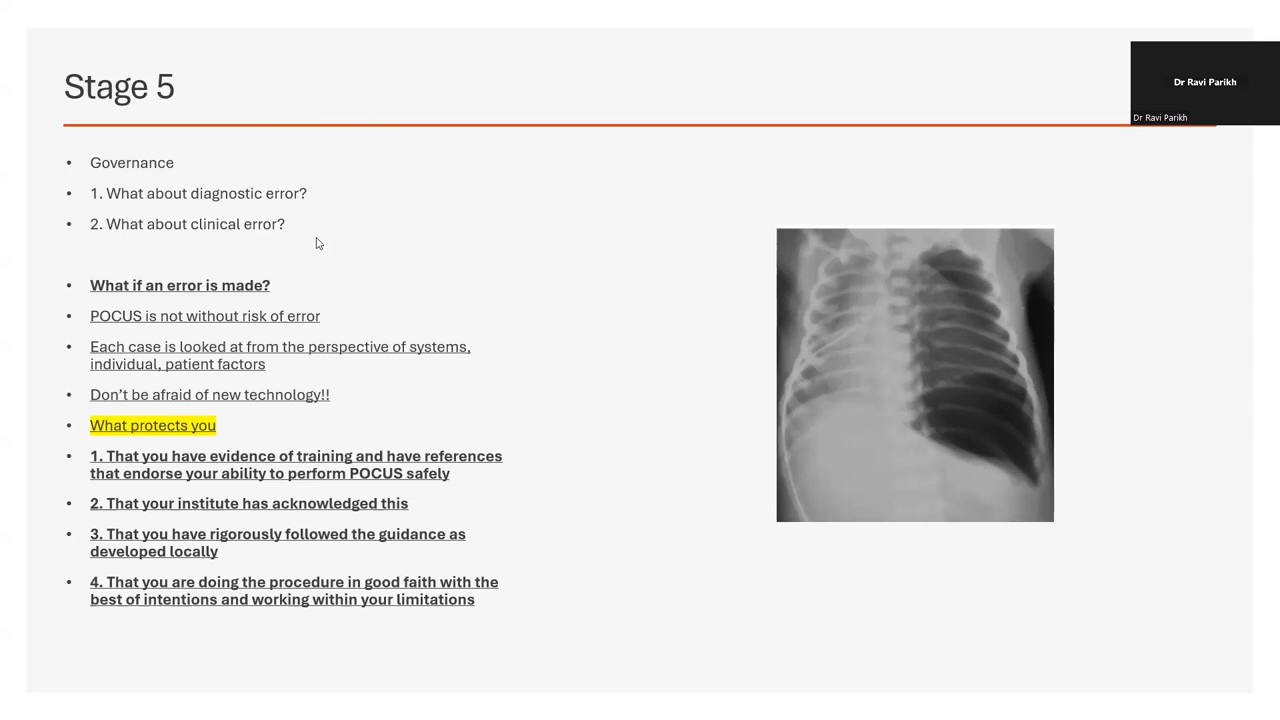 Stage 5
Dr Ravi Parikh
Dr Ravi Parikh
• Governance
• 1. What about diagnostic error?
• 2. What about clinical error?
• What if an error is made?
• POCUS is not without risk of error
• Each case is looked at from the perspective of systems,
individual, patient factors
• Don’t be afraid of new technology!!
• What protects you
• 1. That you have evidence of training and have references
that endorse your ability to perform POCUS safely
• 2. That your institute has acknowledged this
• 3. That you have rigorously followed the guidance as
developed locally
• 4. That you are doing the procedure in good faith with the
best of intentions and working within your limitations